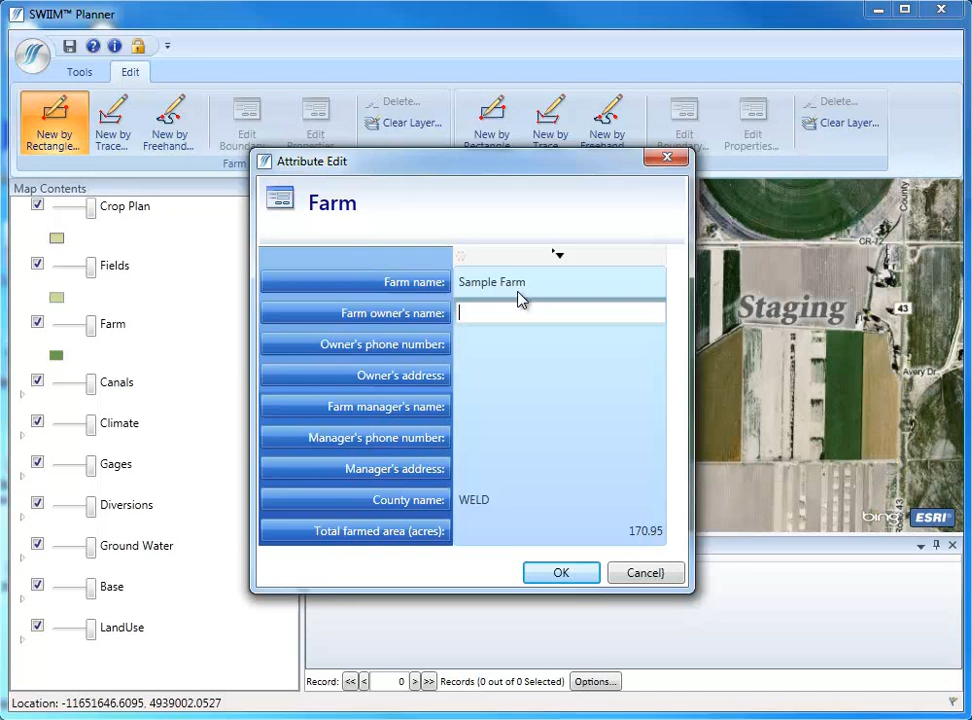 SWIIM™ Planner
Tools
Edit
New by Rectangle...
New by Trace...
New by Freehand...
Edit Boundary...
Edit Properties...
Delete...
Clear Layer...
New by Rectangle
New by Trace
New by Freehand
Edit Boundary...
Edit Properties...
Delete...
Clear Layer...
Farm
Map Contents
Crop Plan
Fields
Farm
Canals
Climate
Gages
Diversions
Ground Water
Base
LandUse
Attribute Edit
Farm
Farm name: Sample Farm
Farm owner's name:
Owner's phone number:
Owner's address:
Farm manager's name:
Manager's phone number:
Manager's address:
County name: WELD
Total farmed area (acres): 170.95
OK
Cancel}
County
CR-72
Staging
43
Avery Dr
bing
ESRI
Record: << < 0 > >> Records (0 out of 0 Selected) Options...
Location: -11651646.6095, 4939002.0527